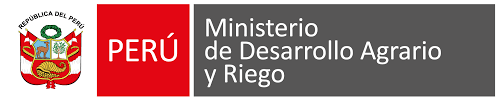 REPÚBLICA DEL PERÚ
PERÚ
Ministerio
de Desarrollo Agrario
y Riego